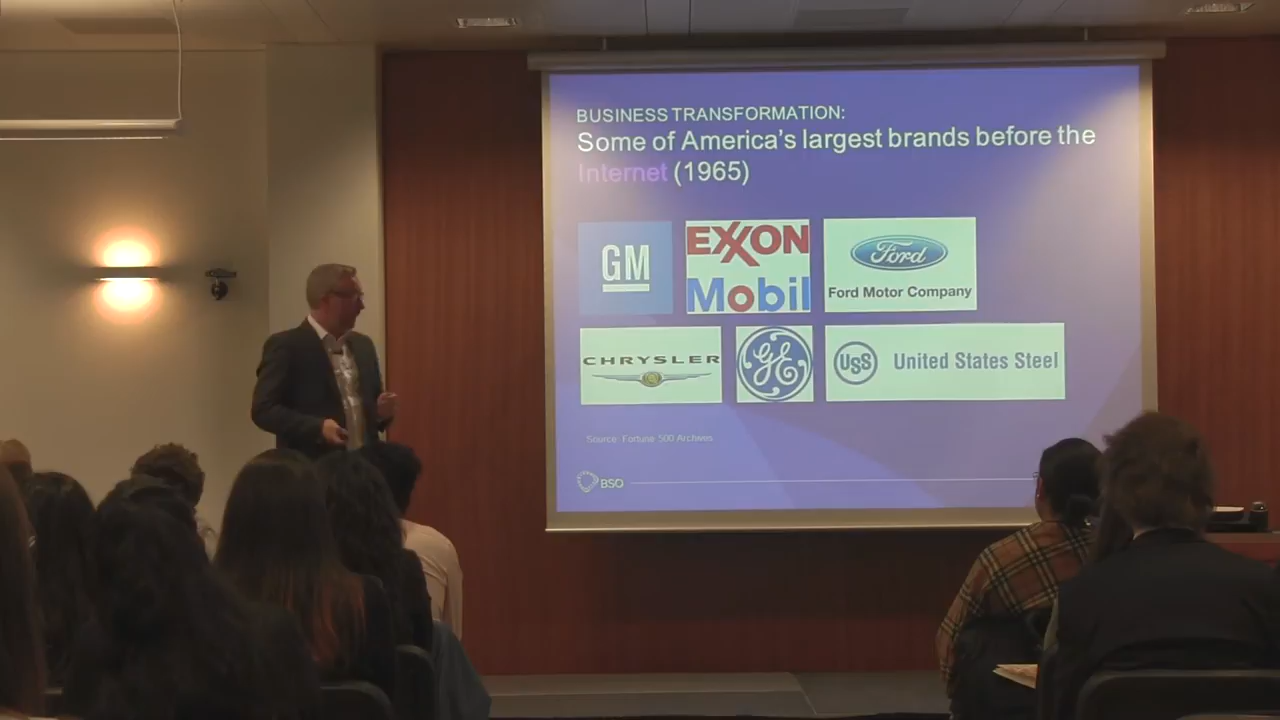 BUSINESS TRANSFORMATION:
Some of America's largest brands before the
Internet (1965)
GM
EXXON
Mobil
Ford
Ford Motor Company
CHRYSLER
GE
USS
United States Steel
Source: Fortune 500 Archives
BSO